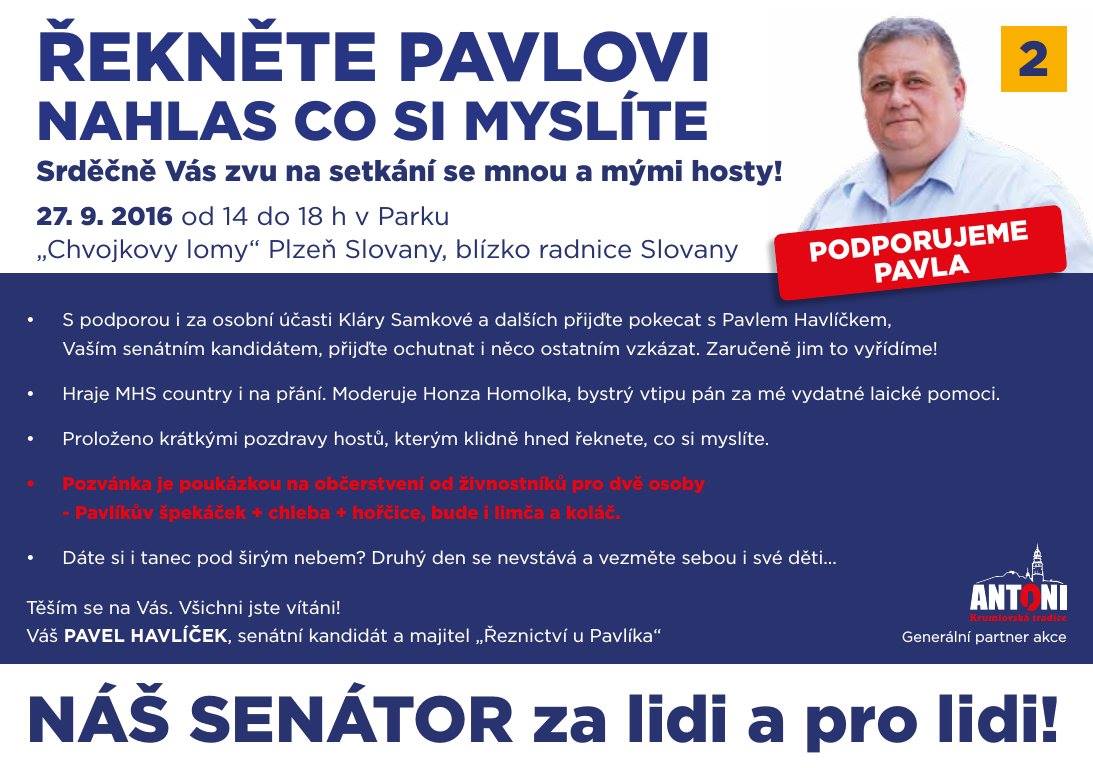 ŘEKNĚTE PAVLOVI
NAHLAS CO SI MYSLÍTE
Srděčně Vás zvu na setkání se mnou a mými hosty!
27. 9. 2016 od 14 do 18 h v Parku
„Chvojkovy lomy“ Plzeň Slovany, blízko radnice Slovany
2
PODPORUJEME
PAVLA
• S podporou i za osobní účasti Kláry Samkové a dalších přijďte pokecat s Pavlem Havlíčkem,
Vaším senátním kandidátem, přijďte ochutnat i něco ostatním vzkázat. Zaručeně jim to vyřídíme!
• Hraje MHS country i na přání. Moderuje Honza Homolka, bystrý vtipu pán za mé vydatné laické pomoci.
• Proloženo krátkými pozdravy hostů, kterým klidně hned řeknete, co si myslíte.
• Pozvánka je poukázkou na občerstvení od živnostníků pro dvě osoby
- Pavlíkův špekáček + chleba + hořčice, bude i limča a koláč.
• Dáte si i tanec pod širým nebem? Druhý den se nevstává a vezměte sebou i své děti...
Těším se na Vás. Všichni jste vítáni!
Váš PAVEL HAVLÍČEK, senátní kandidát a majitel „Řeznictví u Pavlíka“
ANTONI
Krumlovská tradice
Generální partner akce
NÁŠ SENÁTOR za lidi a pro lidi!